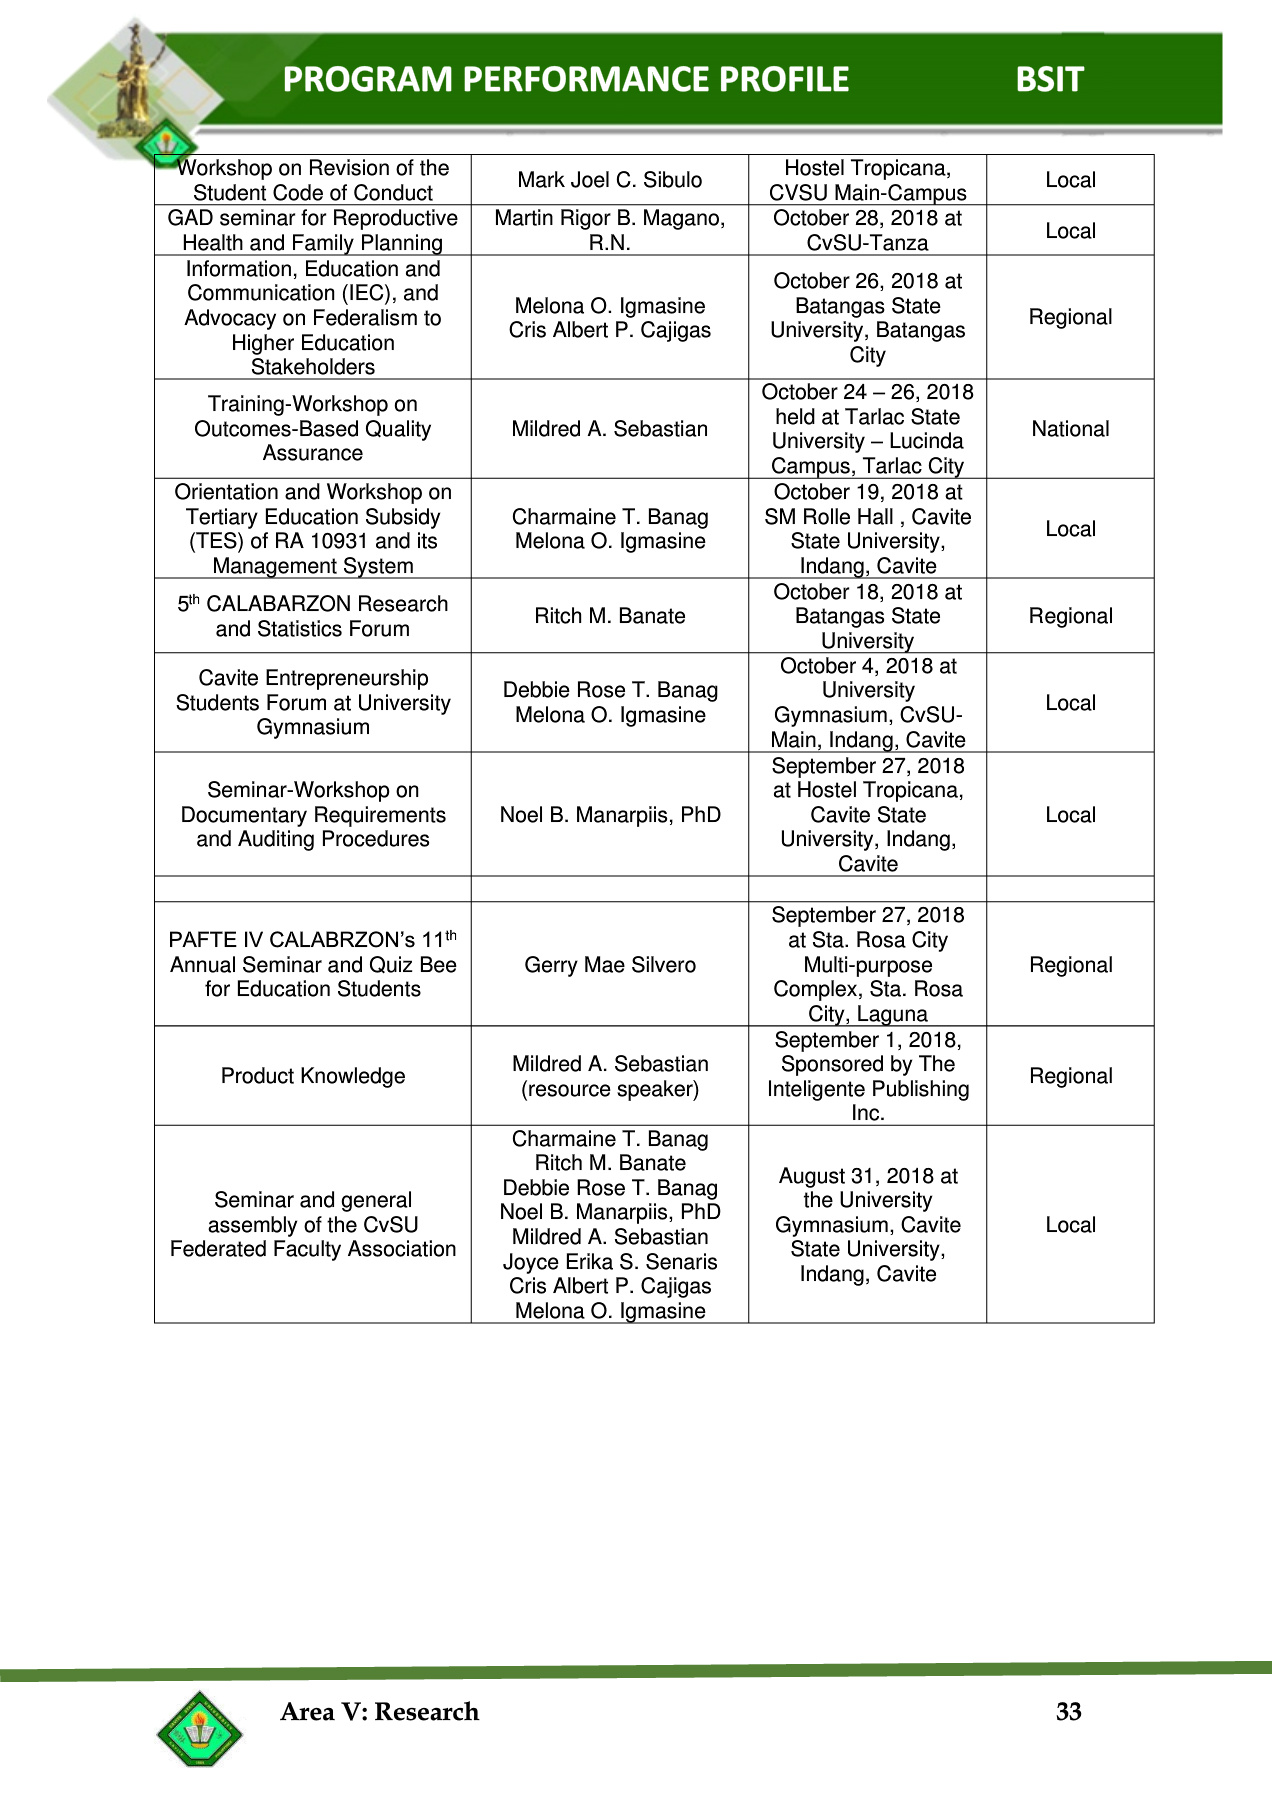 PROGRAM PERFORMANCE PROFILE BSIT
Workshop on Revision of the
Student Code of Conduct
Mark Joel C. Sibulo
Hostel Tropicana,
CVSU Main-Campus
Local
GAD seminar for Reproductive
Health and Family Planning
Martin Rigor B. Magano,
R.N.
October 28, 2018 at
CvSU-Tanza
Local
Information, Education and
Communication (IEC), and
Advocacy on Federalism to
Higher Education
Stakeholders
Melona O. Igmasine
Cris Albert P. Cajigas
October 26, 2018 at
Batangas State
University, Batangas
City
Regional
Training-Workshop on
Outcomes-Based Quality
Assurance
Mildred A. Sebastian
October 24 – 26, 2018
held at Tarlac State
University – Lucinda
Campus, Tarlac City
National
Orientation and Workshop on
Tertiary Education Subsidy
(TES) of RA 10931 and its
Management System
Charmaine T. Banag
Melona O. Igmasine
October 19, 2018 at
SM Rolle Hall , Cavite
State University,
Indang, Cavite
Local
5th CALABARZON Research
and Statistics Forum
Ritch M. Banate
October 18, 2018 at
Batangas State
University
Regional
Cavite Entrepreneurship
Students Forum at University
Gymnasium
Debbie Rose T. Banag
Melona O. Igmasine
October 4, 2018 at
University
Gymnasium, CvSU-
Main, Indang, Cavite
Local
Seminar-Workshop on
Documentary Requirements
and Auditing Procedures
Noel B. Manarpiis, PhD
September 27, 2018
at Hostel Tropicana,
Cavite State
University, Indang,
Cavite
Local
PAFTE IV CALABRZON’s 11th
Annual Seminar and Quiz Bee
for Education Students
Gerry Mae Silvero
September 27, 2018
at Sta. Rosa City
Multi-purpose
Complex, Sta. Rosa
City, Laguna
Regional
Product Knowledge
Mildred A. Sebastian
(resource speaker)
September 1, 2018,
Sponsored by The
Inteligente Publishing
Inc.
Regional
Seminar and general
assembly of the CvSU
Federated Faculty Association
Charmaine T. Banag
Ritch M. Banate
Debbie Rose T. Banag
Noel B. Manarpiis, PhD
Mildred A. Sebastian
Joyce Erika S. Senaris
Cris Albert P. Cajigas
Melona O. Igmasine
August 31, 2018 at
the University
Gymnasium, Cavite
State University,
Indang, Cavite
Local
Area V: Research 33